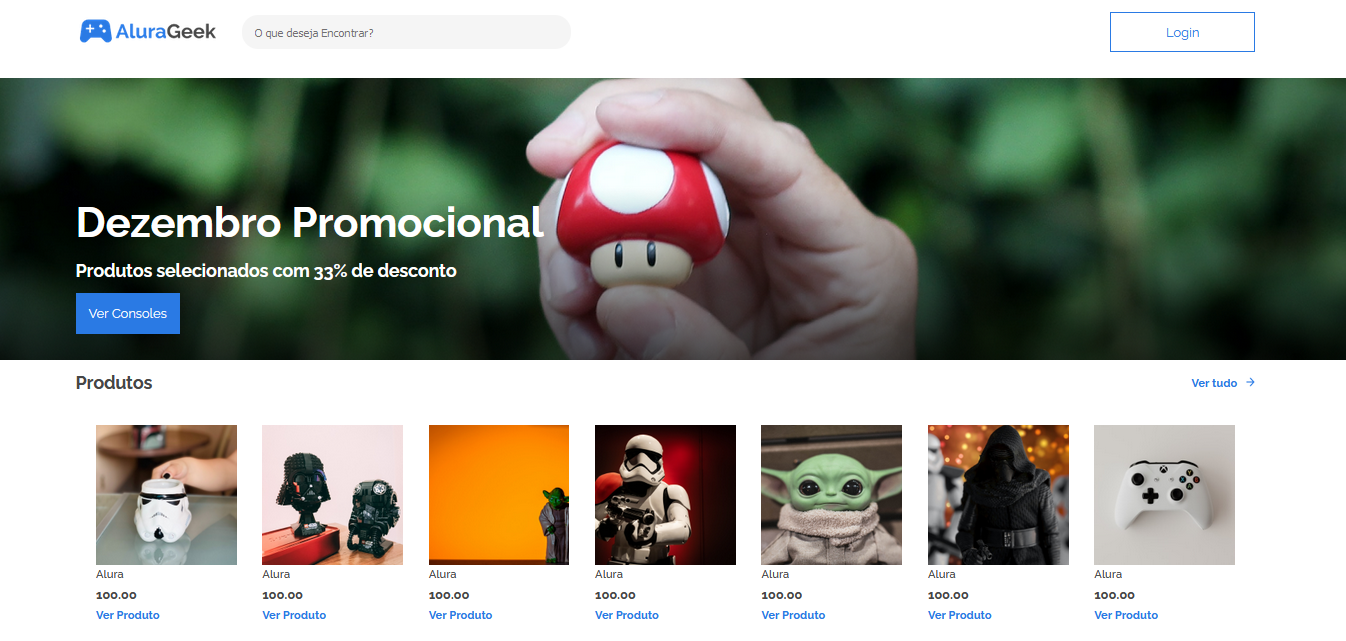 AluraGeek
O que deseja Encontrar?
Login
Dezembro Promocional
Produtos selecionados com 33% de desconto
Ver Consoles
Produtos
Ver tudo →
Alura Alura Alura Alura Alura Alura Alura
100.00 100.00 100.00 100.00 100.00 100.00 100.00
Ver Produto Ver Produto Ver Produto Ver Produto Ver Produto Ver Produto Ver Produto